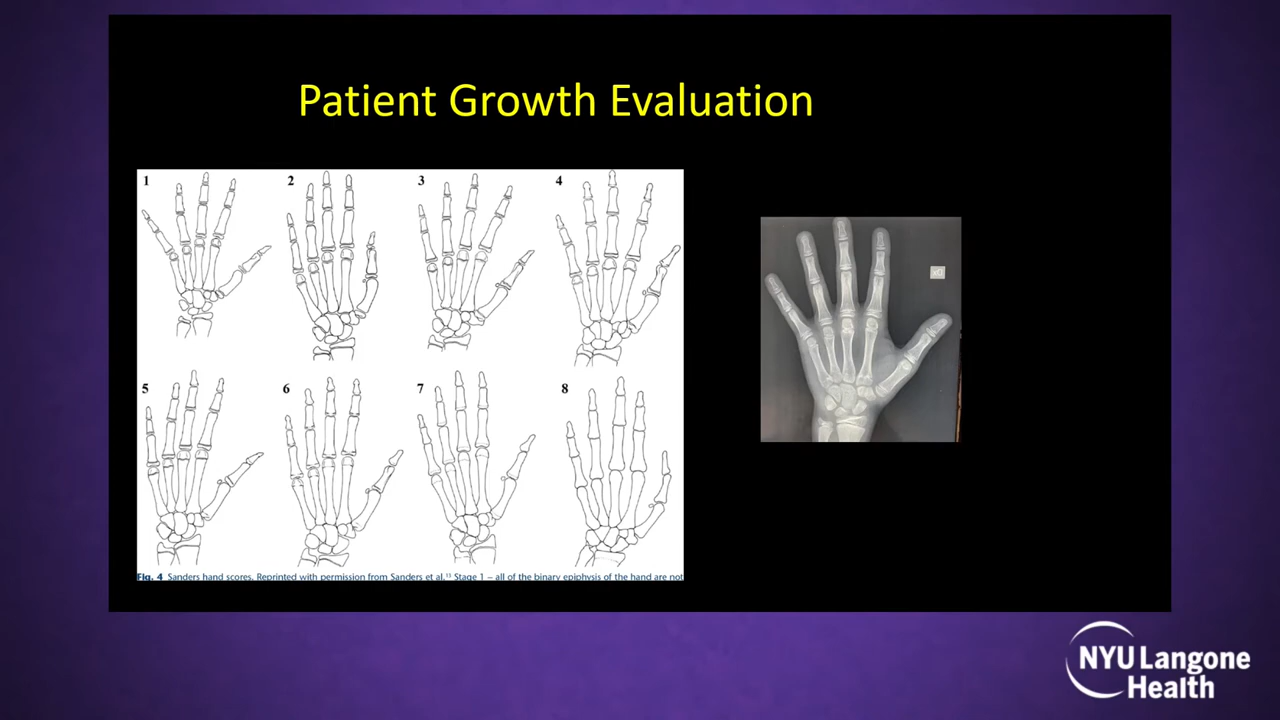 Patient Growth Evaluation
1
2
3
4
5
6
7
8
Fig. 4 Sanders hand scores. Reprinted with permission from Sanders et al.¹³ Stage 1 – all of the binary epiphysis of the hand are not
NYU Langone
Health